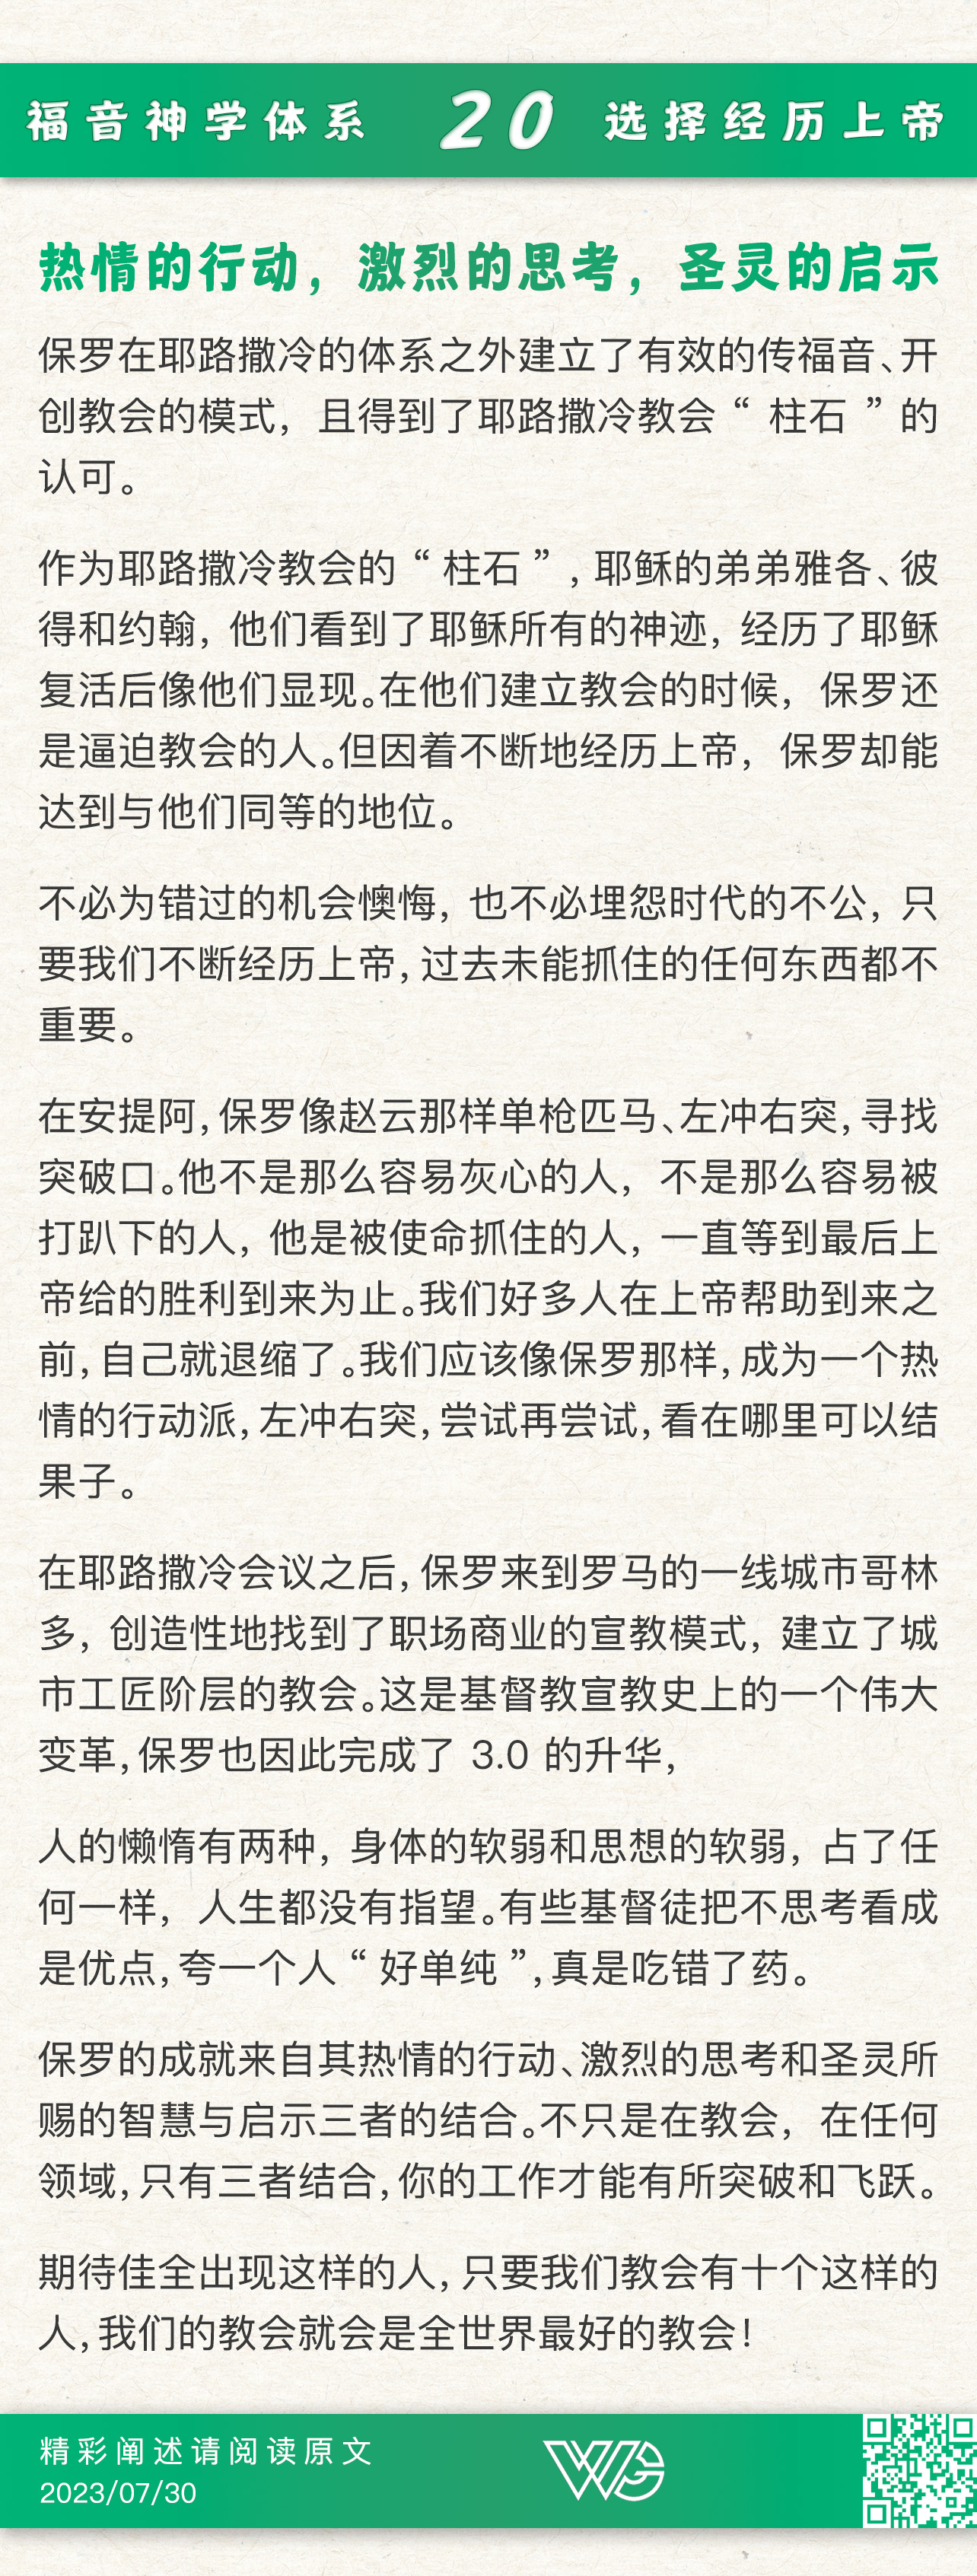 福音神学体系 20 选择经历上帝
热情的行动，激烈的思考，圣灵的启示
保罗在耶路撒冷的体系之外建立了有效的传福音、开
创教会的模式，且得到了耶路撒冷教会“柱石”的
认可。
作为耶路撒冷教会的“柱石”，耶稣的弟弟雅各、彼
得和约翰，他们看到了耶稣所有的神迹，经历了耶稣
复活后像他们显现。在他们建立教会的时候，保罗还
是逼迫教会的人。但因着不断地经历上帝，保罗却能
达到与他们同等的地位。
不必为错过的机会懊悔，也不必埋怨时代的不公，只
要我们不断经历上帝，过去未能抓住的任何东西都不
重要。
在安提阿，保罗像赵云那样单枪匹马、左冲右突，寻找
突破口。他不是那么容易灰心的人，不是那么容易被
打趴下的人，他是被使命抓住的人，一直等到最后上
帝给的胜利到来为止。我们好多人在上帝帮助到来之
前，自己就退缩了。我们应该像保罗那样，成为一个热
情的行动派，左冲右突，尝试再尝试，看在哪里可以结
果子。
在耶路撒冷会议之后，保罗来到罗马的一线城市哥林
多，创造性地找到了职场商业的宣教模式，建立了城
市工匠阶层的教会。这是基督教宣教史上的一个伟大
变革，保罗也因此完成了 3.0 的升华，
人的懒惰有两种，身体的软弱和思想的软弱，占了任
何一样，人生都没有指望。有些基督徒把不思考看成
是优点，夸一个人“好单纯”，真是吃错了药。
保罗的成就来自其热情的行动、激烈的思考和圣灵所
赐的智慧与启示三者的结合。不只是在教会，在任何
领域，只有三者结合，你的工作才能有所突破和飞跃。
期待佳全出现这样的人，只要我们教会有十个这样的
人，我们的教会就会是全世界最好的教会！
精彩阐述请阅读原文
2023/07/30